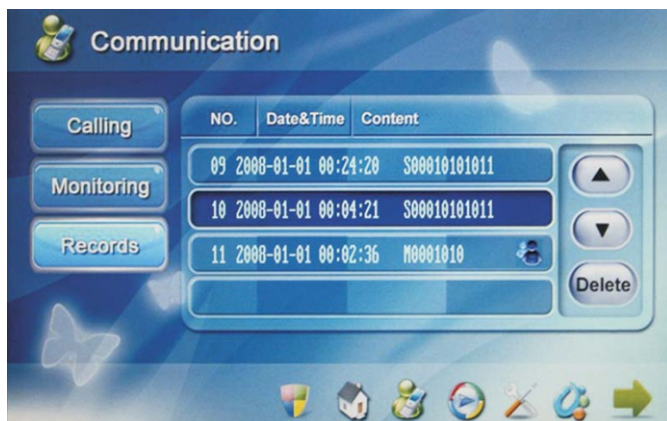 Communication
Calling
Monitoring
Records
NO. Date&Time Content
09 2008-01-01 00:24:20 S00010101011
10 2008-01-01 00:04:21 S00010101011
11 2008-01-01 00:02:36 M0001010
Delete